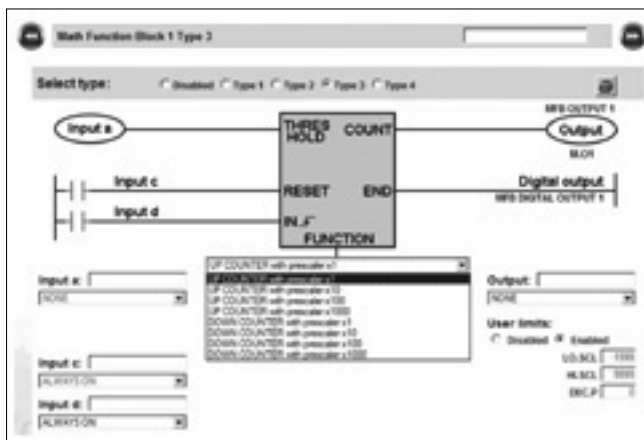 Math Function Block 1 Type 3
Select type: Disabled Type 1 Type 2 Type 3 Type 4
MFB OUTPUT 1
Input a
THRES HOLD
COUNT
Output
Input c
RESET
END
Digital output
MFB DIGITAL OUTPUT 1
Input d
IN.
FUNCTION
UP COUNTER with prescaler x1
UP COUNTER with prescaler x1
UP COUNTER with prescaler x10
UP COUNTER with prescaler x100
UP COUNTER with prescaler x1000
DOWN COUNTER with prescaler x1
DOWN COUNTER with prescaler x10
DOWN COUNTER with prescaler x100
DOWN COUNTER with prescaler x1000
Input a:
NONE
Output:
NONE
User limits:
Disabled Enabled
LO.SCL
HI.SCL
DEC.P
Input c:
ALWAYS ON
Input d:
ALWAYS ON